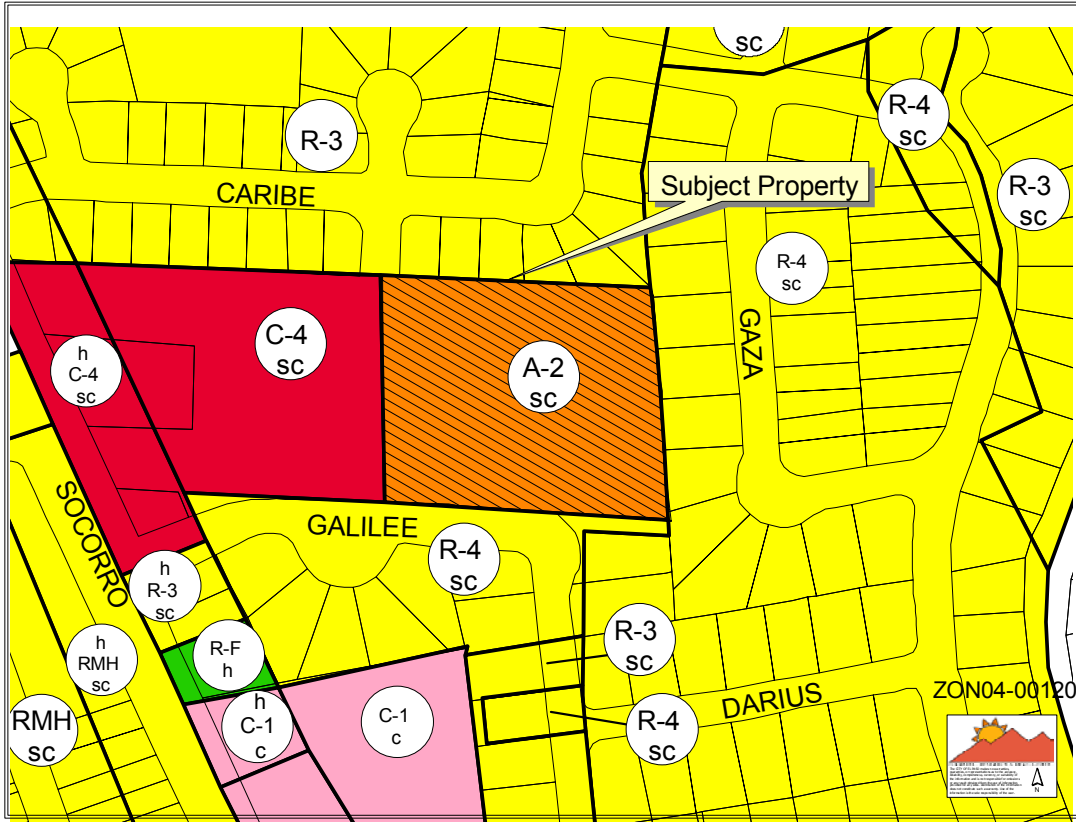 sc
R-4
sc
R-3
R-3
sc
CARIBE
Subject Property
R-4
sc
C-4
sc
GAZA
h
C-4
sc
A-2
sc
SOCORRO
GALILEE
R-4
sc
h
R-3
sc
R-3
sc
h
RMH
sc
R-F
h
DARIUS
ZON04-00120
h
C-1
c
C-1
c
R-4
sc
RMH
sc
N